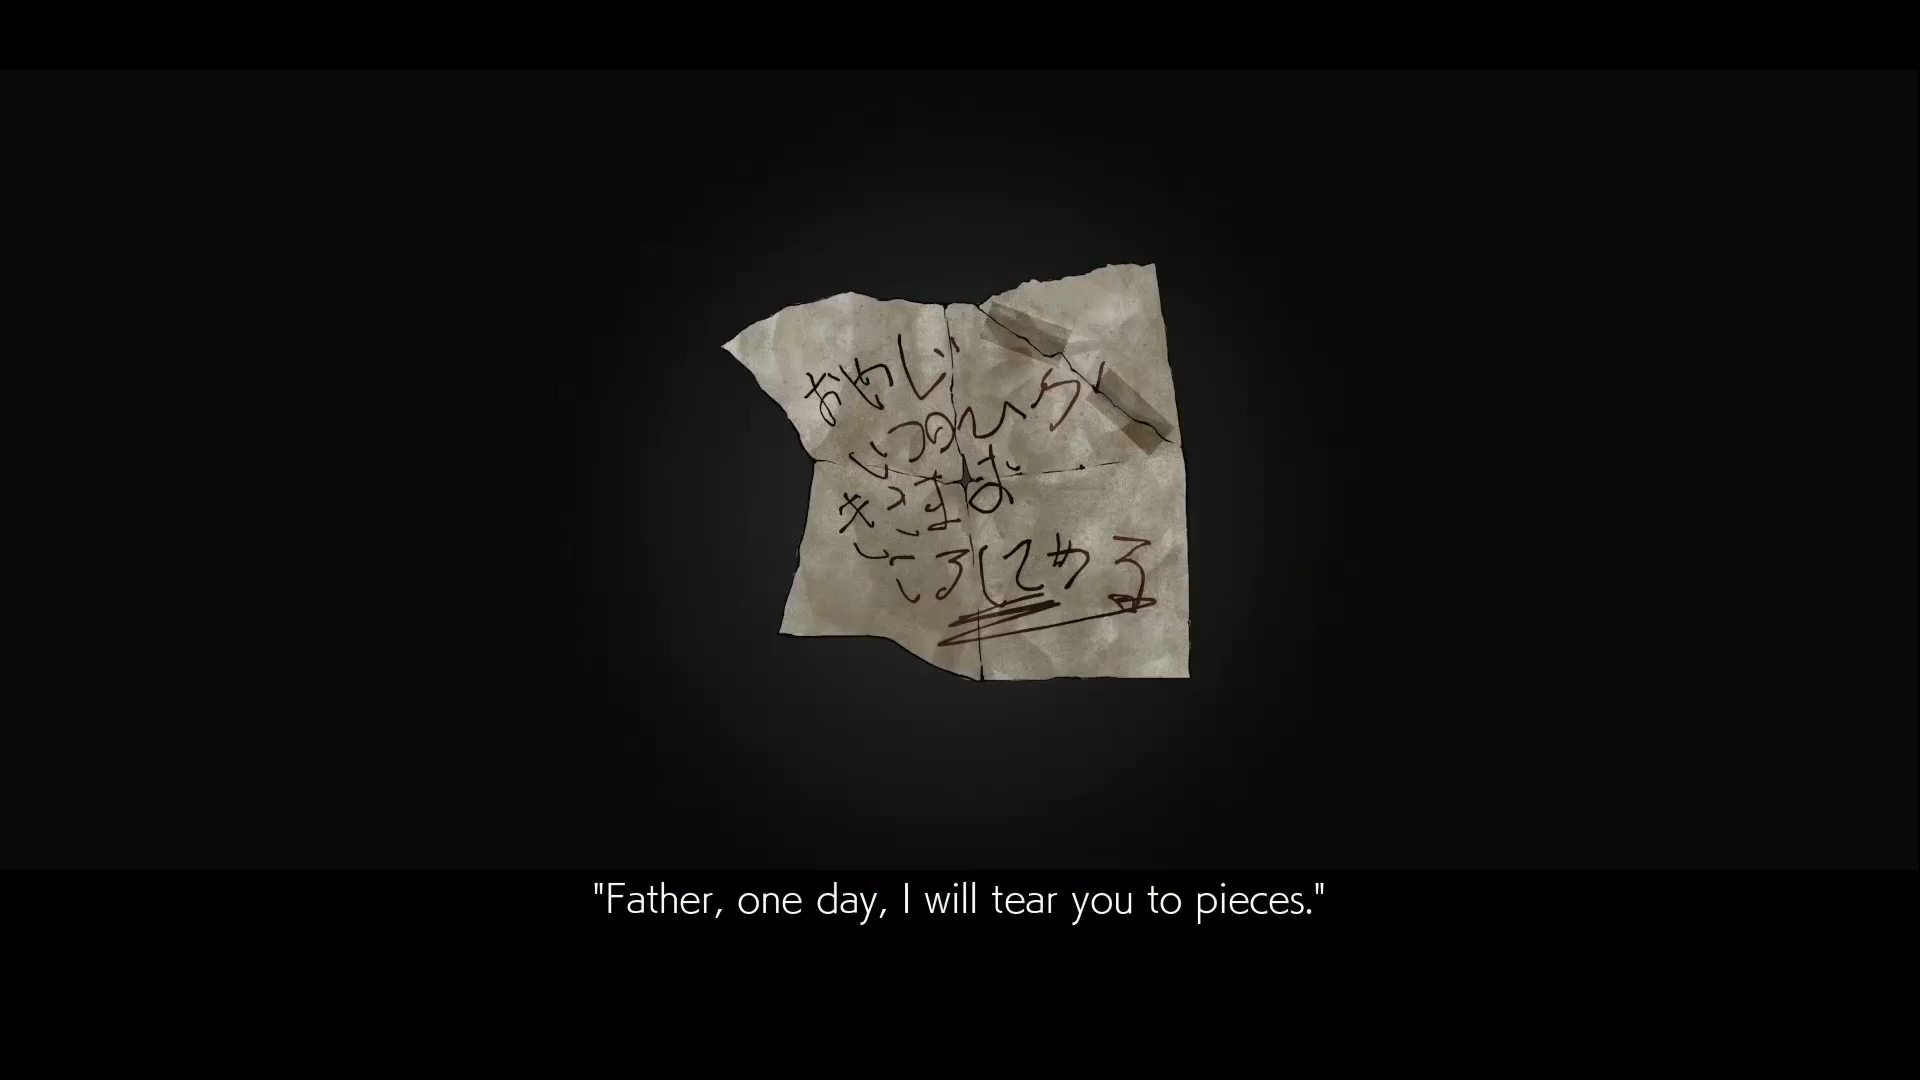 おやじ
いつのひか
きさまを
ころしてやる
"Father, one day, I will tear you to pieces."